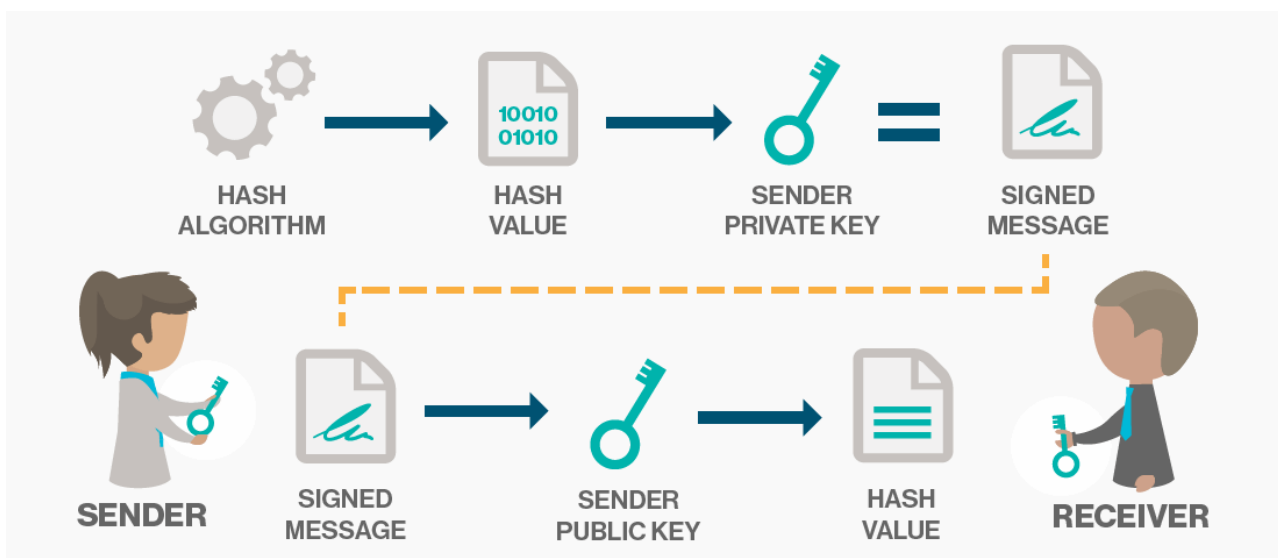 10010
01010
HASH
ALGORITHM
HASH
VALUE
SENDER
PRIVATE KEY
SIGNED
MESSAGE
SENDER
SIGNED
MESSAGE
SENDER
PUBLIC KEY
HASH
VALUE
RECEIVER